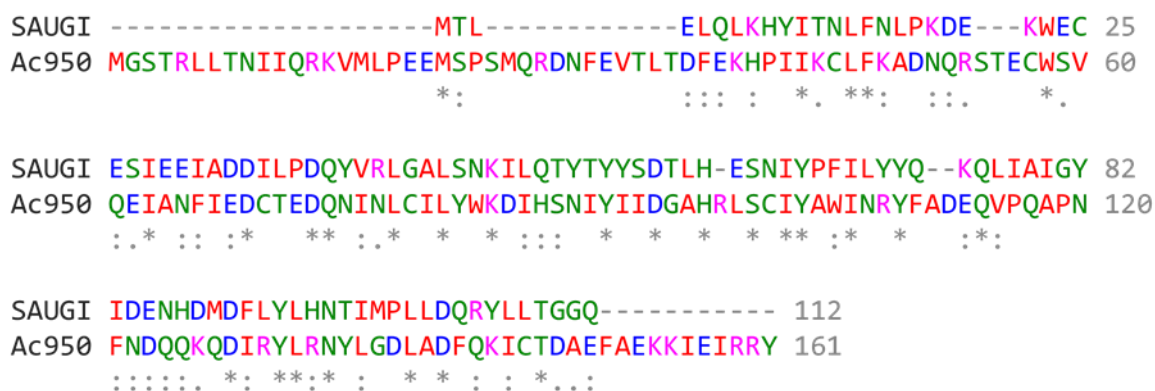 SAUGI --------------------MTL------------ELQLKHYITNLFNLPKDE---KWEC 25
Ac950 MGSTRLLTNIIQRKVMLPEEMSPSMQRDNFEVTLTDFEKHPIIKCLFKADNQRSTECWSV 60
                          *:             ::: :  *. **:  ::.    *.
SAUGI ESIEEIADDILPDQYVRLGALSNKILQTYTYYSDTLH-ESNIYPFILYYQ--KQLIAIGY 82
Ac950 QEIANFIEDCTEDQNINLCILYWKDIHSNIYIIDGAHRLSCIYAWINRYFADEQVPQAPN 120
      :.* :: :*   ** :.*  *  * :::  *  *  *  * ** :*  *   :*:
SAUGI IDENHDMDFLYLHNTIMPLLDQRYLLTGGQ----------- 112
Ac950 FNDQQKQDIRYLRNYLGDLADFQKICTDAEFAEKKIEIRRY 161
      :::::. *: **:* :  * * : : *..: